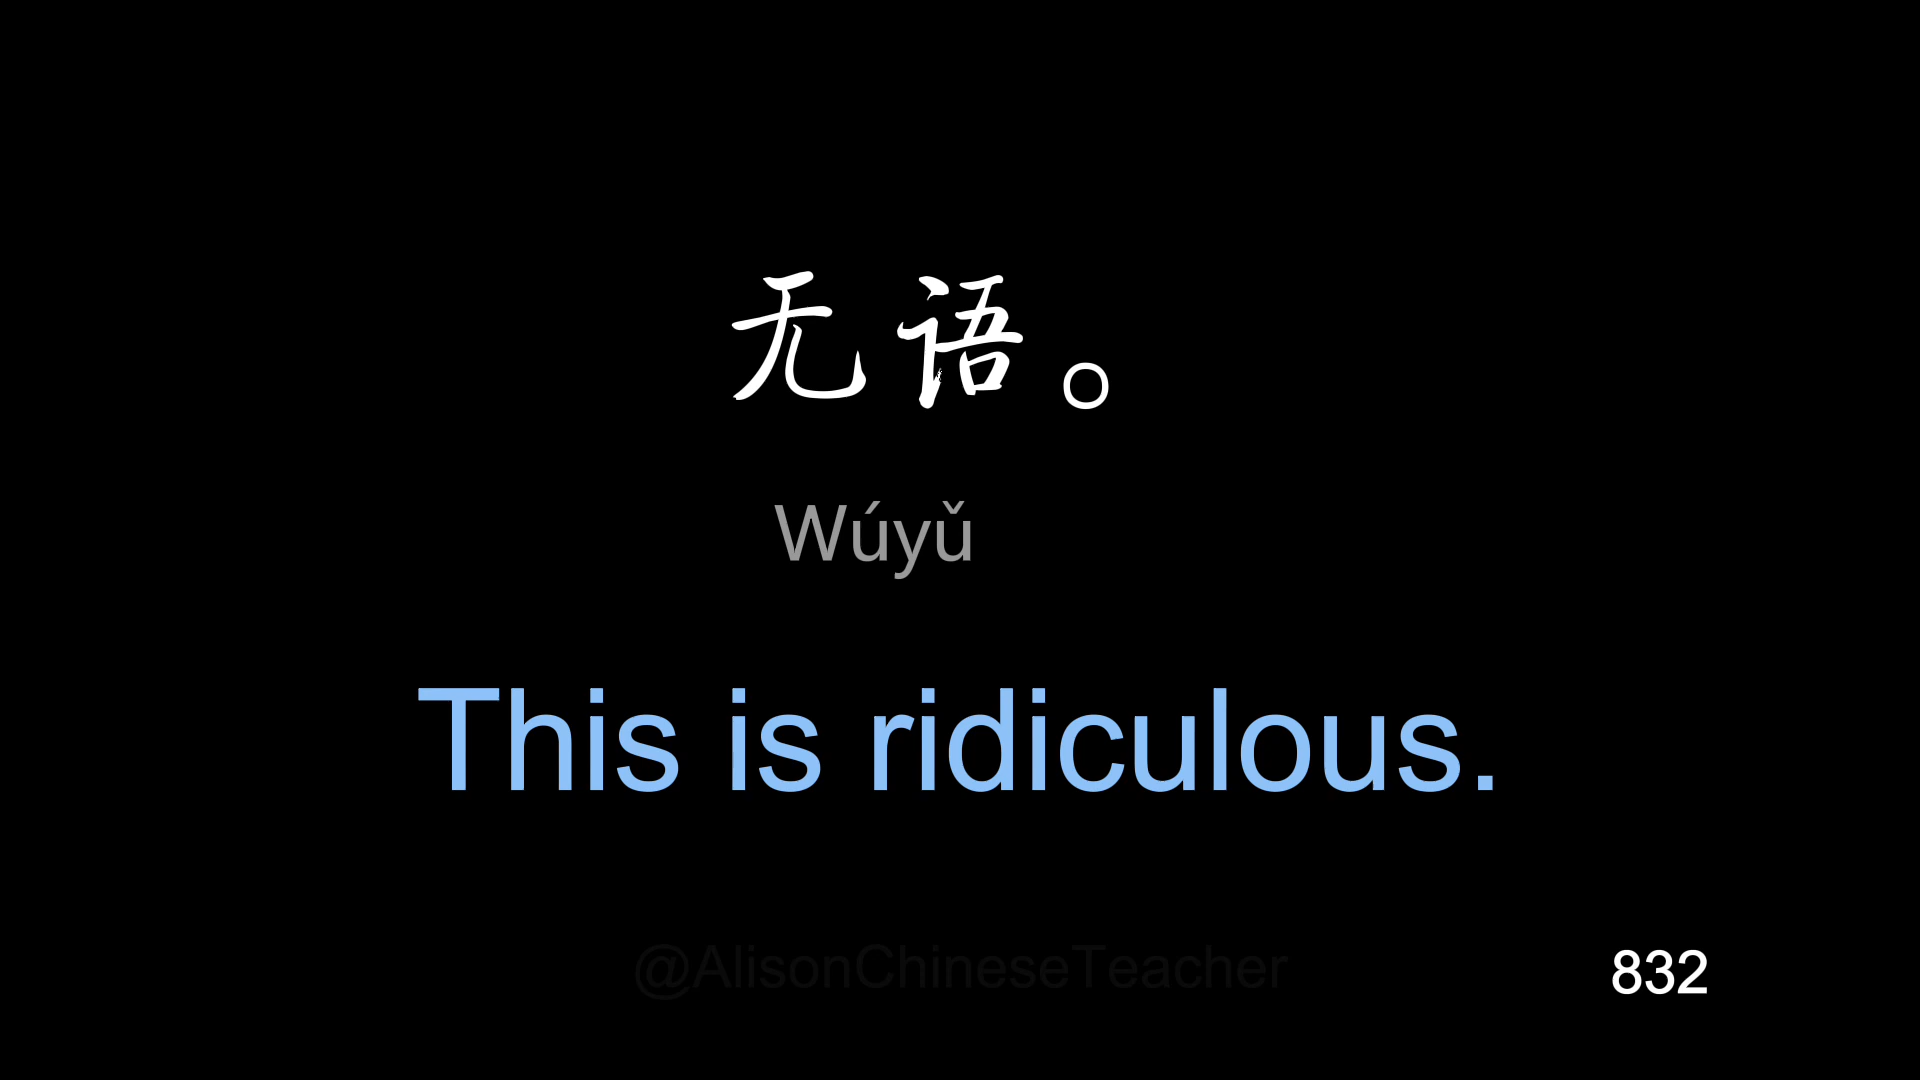 无语。
Wúyǔ
This is ridiculous.
@AlisonChineseTeacher
832